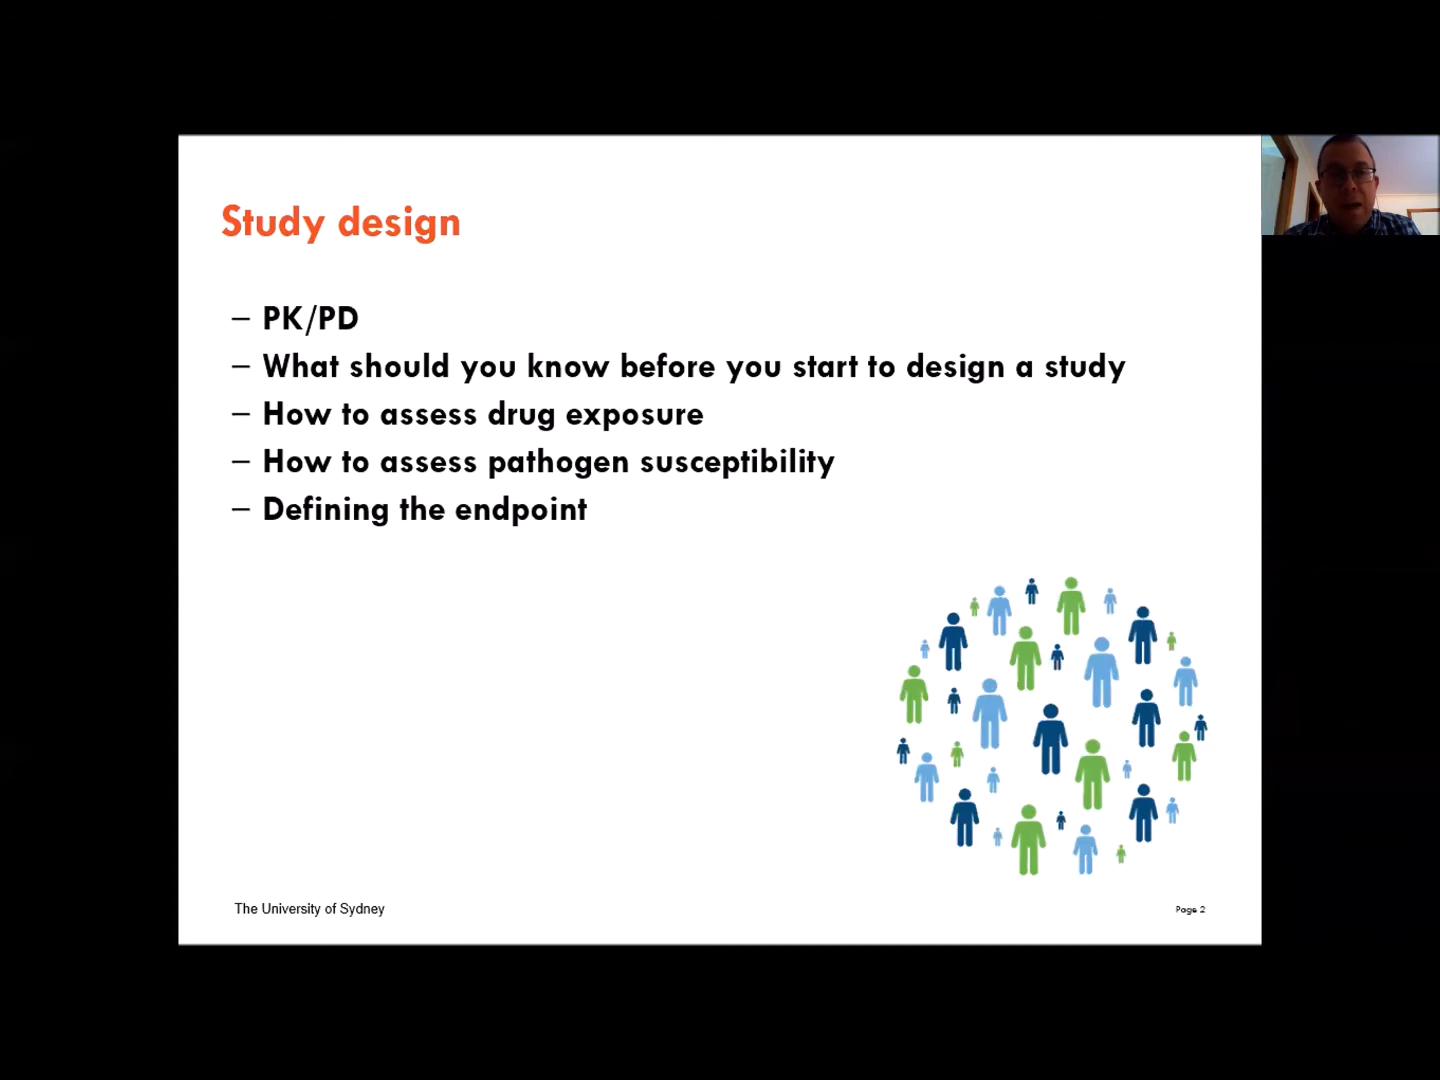 Study design
– PK/PD
– What should you know before you start to design a study
– How to assess drug exposure
– How to assess pathogen susceptibility
– Defining the endpoint
The University of Sydney
Page 2